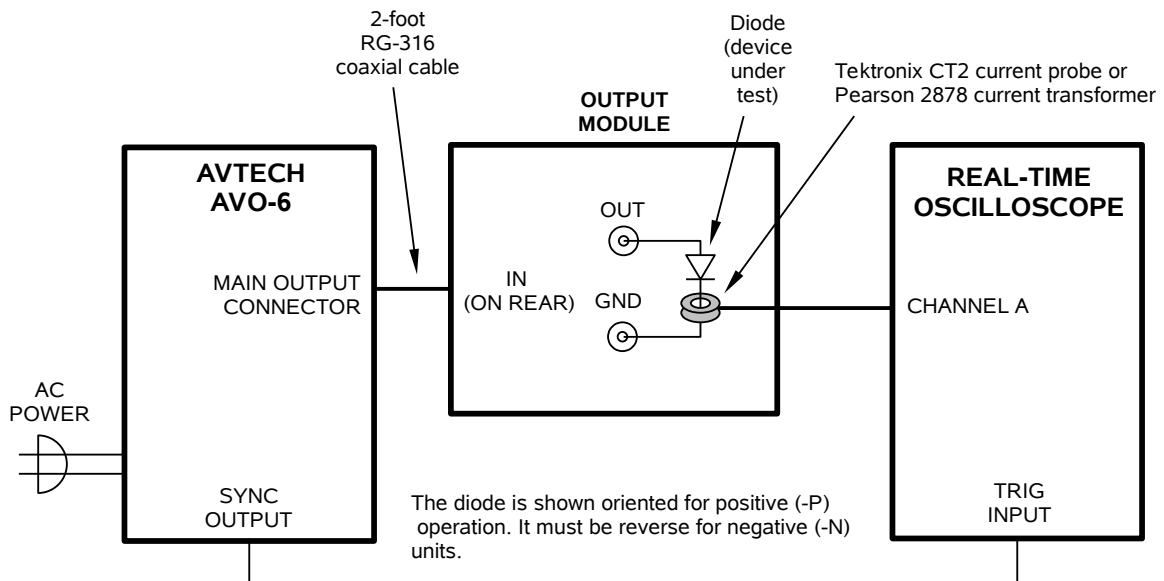 2-foot
RG-316
coaxial cable
Diode
(device
under
test)
Tektronix CT2 current probe or
Pearson 2878 current transformer
OUTPUT
MODULE
AVTECH
AVO-6
REAL-TIME
OSCILLOSCOPE
OUT
MAIN OUTPUT
CONNECTOR
IN
(ON REAR)
GND
CHANNEL A
AC
POWER
SYNC
OUTPUT
The diode is shown oriented for positive (-P)
operation. It must be reverse for negative (-N)
units.
TRIG
INPUT